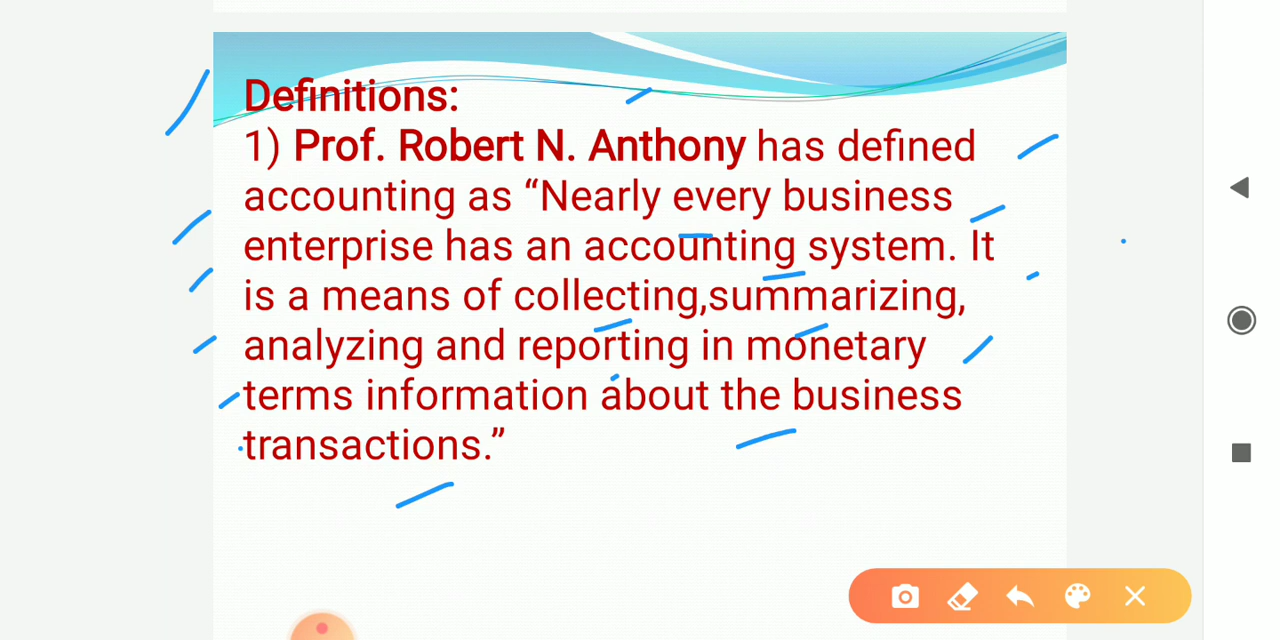 Definitions:
1) Prof. Robert N. Anthony has defined
accounting as “Nearly every business
enterprise has an accounting system. It
is a means of collecting,summarizing,
analyzing and reporting in monetary
terms information about the business
transactions.”